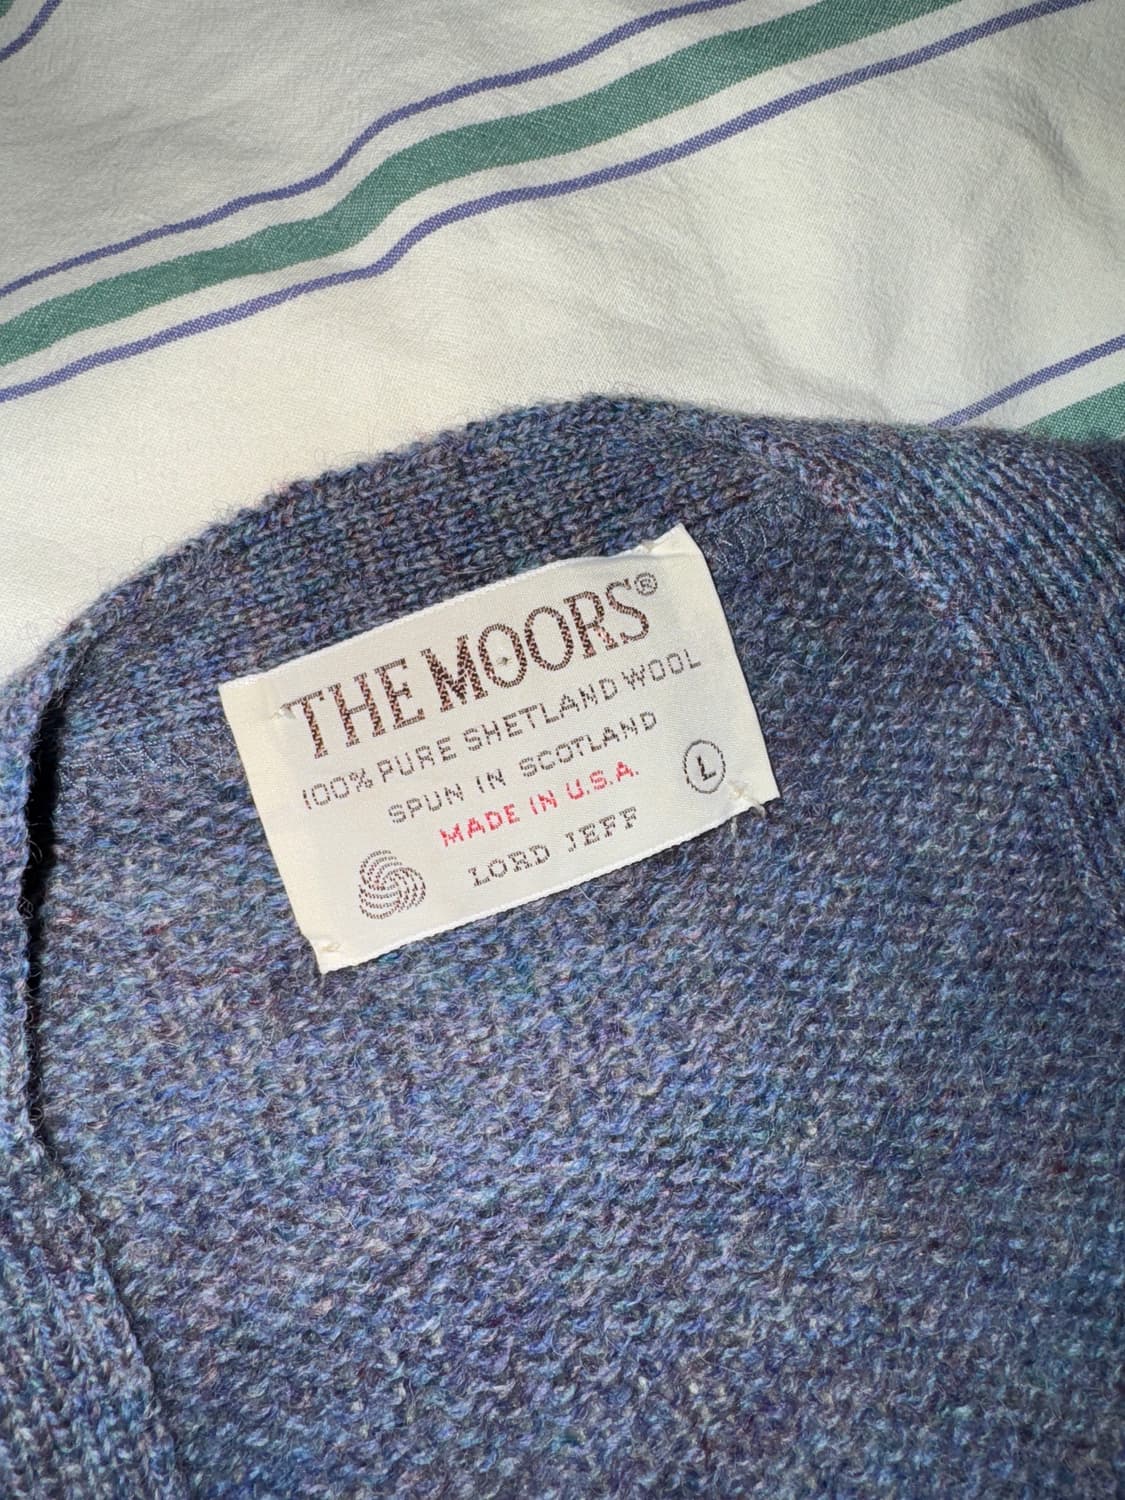 THE MOORS®
100% PURE SHETLAND WOOL
SPUN IN SCOTLAND
MADE IN U.S.A.
L
LORD JEFF